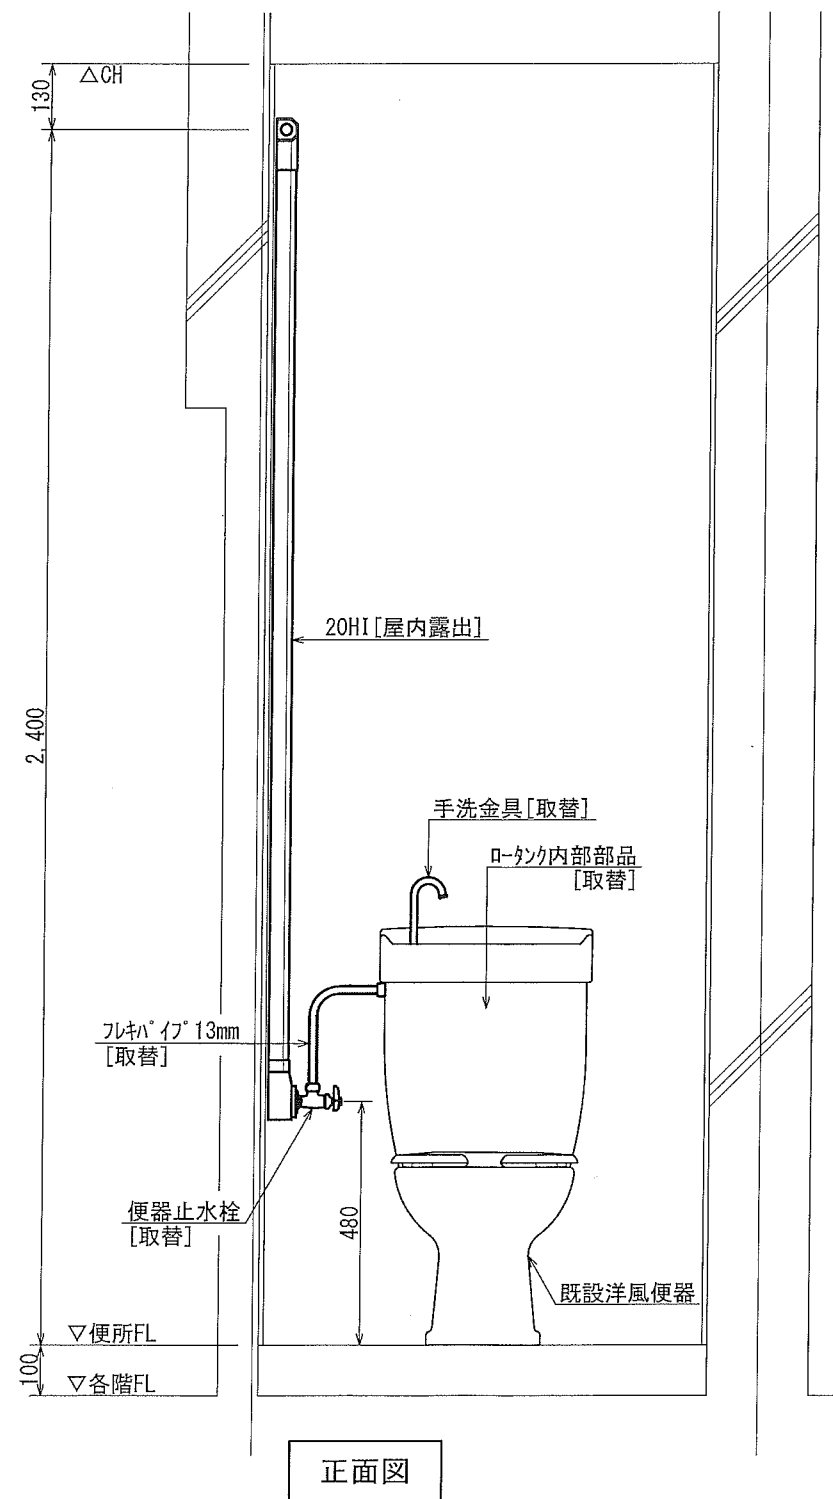 △CH
130
2,400
20HI[屋内露出]
手洗金具[取替]
ﾛｰﾀﾝｸ内部部品
[取替]
ﾌﾚｷﾊﾟｲﾌﾟ13mm
[取替]
便器止水栓
[取替]
480
既設洋風便器
▽便所FL
100
▽各階FL
正面図